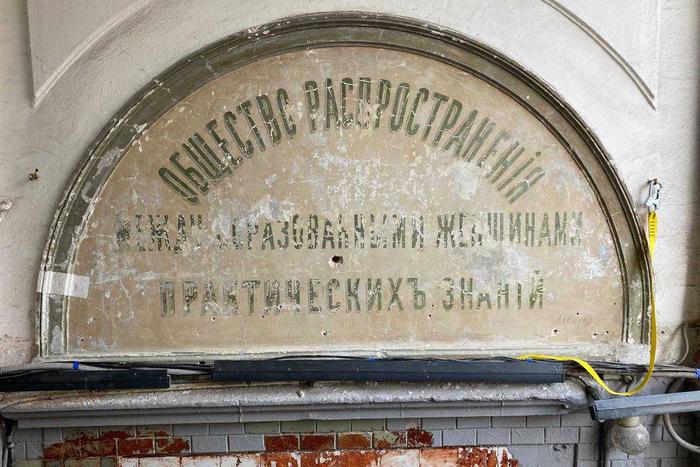 ОБЩЕСТВО РАСПРОСТРАНЕНІЯ
МЕЖДУ ОБРАЗОВАННЫМИ ЖЕНЩИНАМИ
ПРАКТИЧЕСКИХЪ ЗНАНІЙ